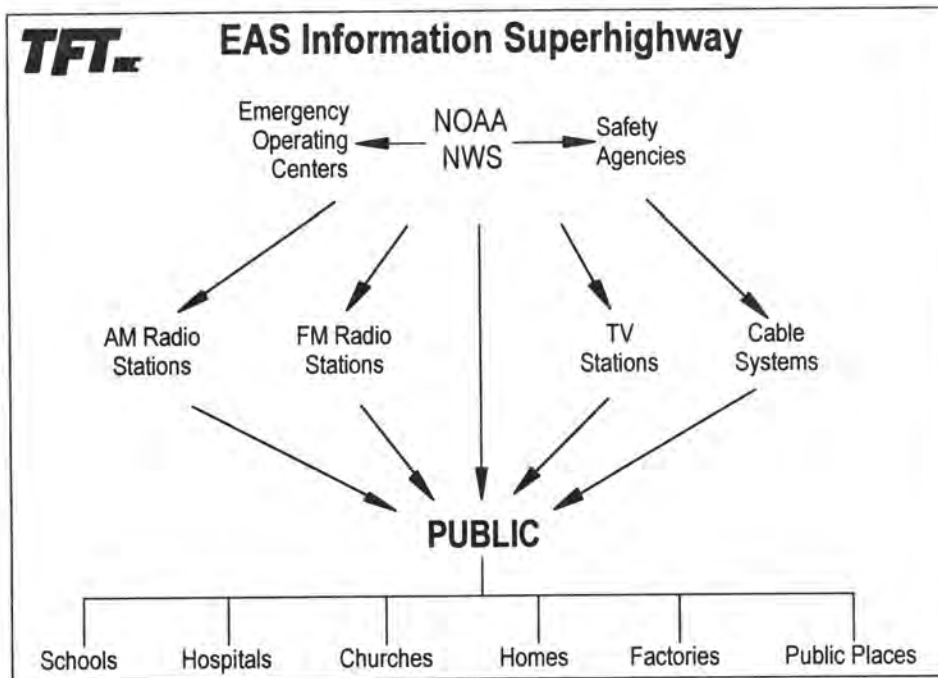 TFT INC
EAS Information Superhighway
Emergency
Operating
Centers
NOAA
NWS
Safety
Agencies
AM Radio
Stations
FM Radio
Stations
TV
Stations
Cable
Systems
PUBLIC
Schools
Hospitals
Churches
Homes
Factories
Public Places